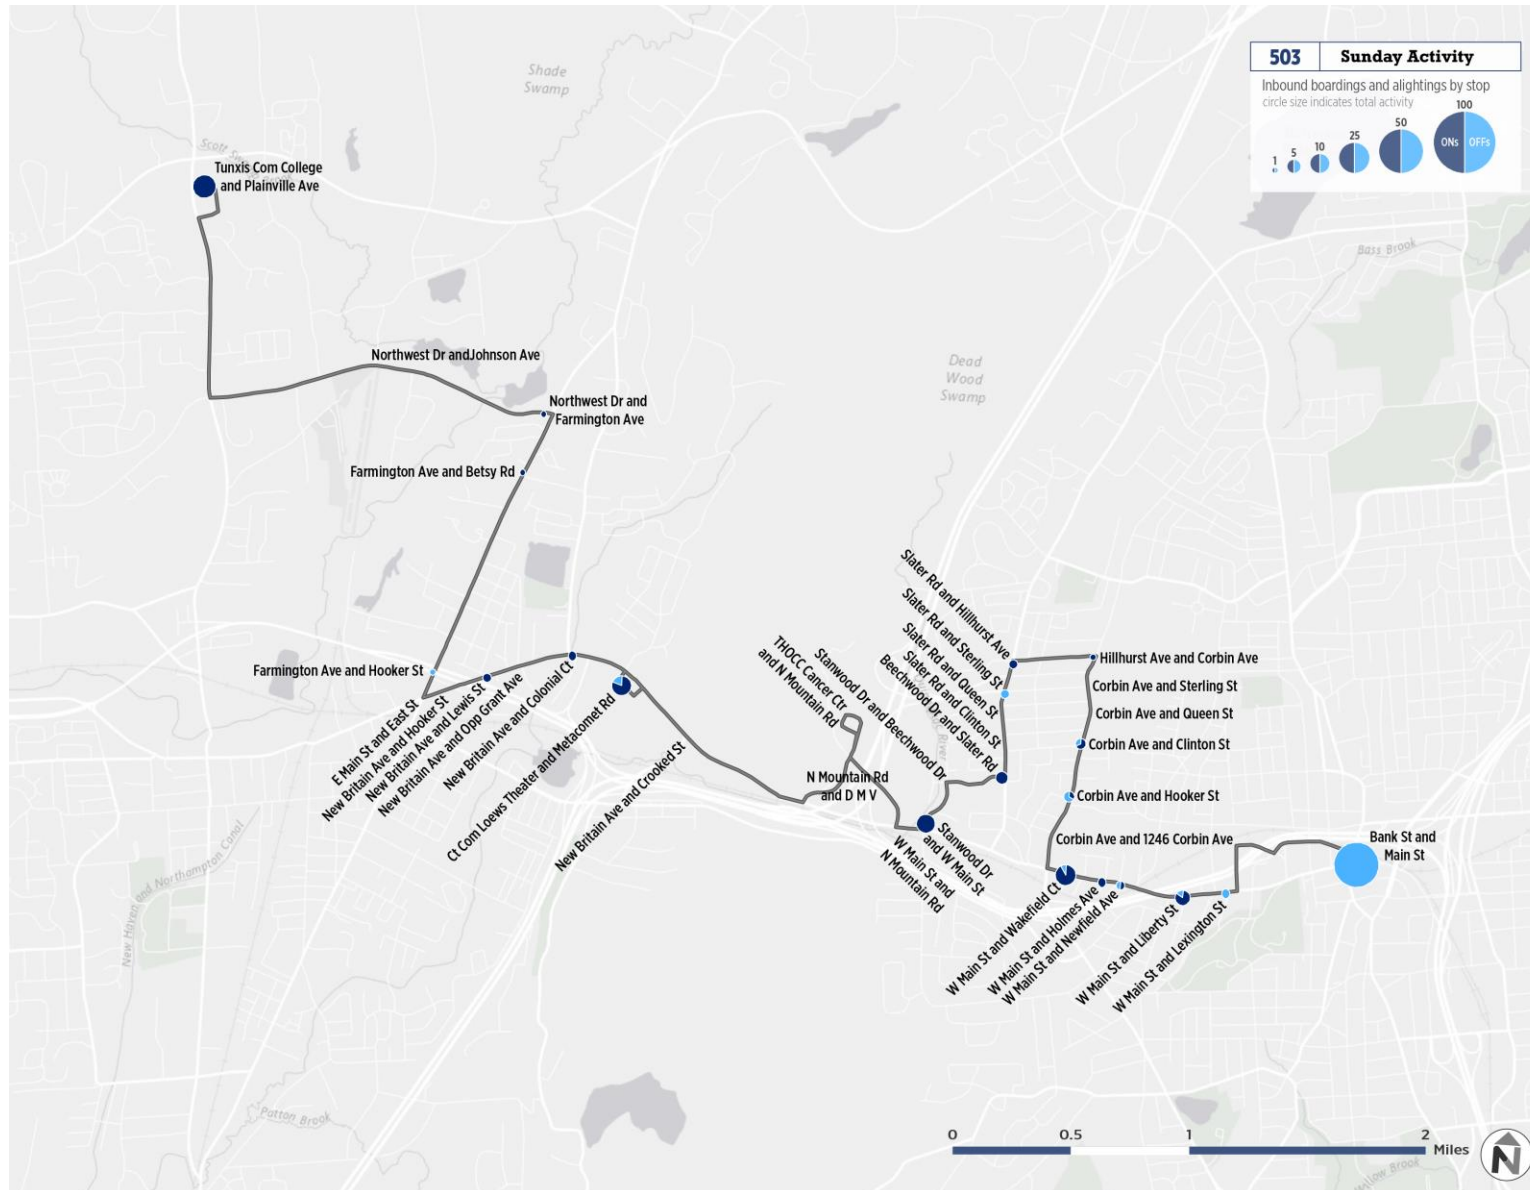 503
Sunday Activity
Inbound boardings and alightings by stop
circle size indicates total activity
1
5
10
25
50
100
ONs
OFFs
Shade
Swamp
Tunxis Com College
and Plainville Ave
Bass Brook
Northwest Dr andJohnson Ave
Dead
Wood
Swamp
Northwest Dr and
Farmington Ave
Farmington Ave and Betsy Rd
Farmington Ave and Hooker St
E Main St and East St
New Britain Ave and Hooker St
New Britain Ave and Lewis St
New Britain Ave and Opp Grant Ave
New Britain Ave and Colonial Ct
Ct Com Loews Theater and Metacomet Rd
New Britain Ave and Crooked St
THOCC Cancer Ctr
and N Mountain Rd
N Mountain Rd
and D M V
Stanwood Dr and Beechwood Dr
Beechwood Dr and Slater Rd
Slater Rd and Clinton St
Slater Rd and Queen St
Slater Rd and Sterling St
Slater Rd and Hillhurst Ave
River
Hillhurst Ave and Corbin Ave
Corbin Ave and Sterling St
Corbin Ave and Queen St
Corbin Ave and Clinton St
Corbin Ave and Hooker St
Corbin Ave and 1246 Corbin Ave
Stanwood Dr
and W Main St
W Main St and
N Mountain Rd
W Main St and Wakefield Ct
W Main St and Holmes Ave
W Main St and Newfield Ave
W Main St and Liberty St
W Main St and Lexington St
Bank St and
Main St
New Haven and Northampton Canal
Patton Brook
0
0.5
1
2
Miles
N